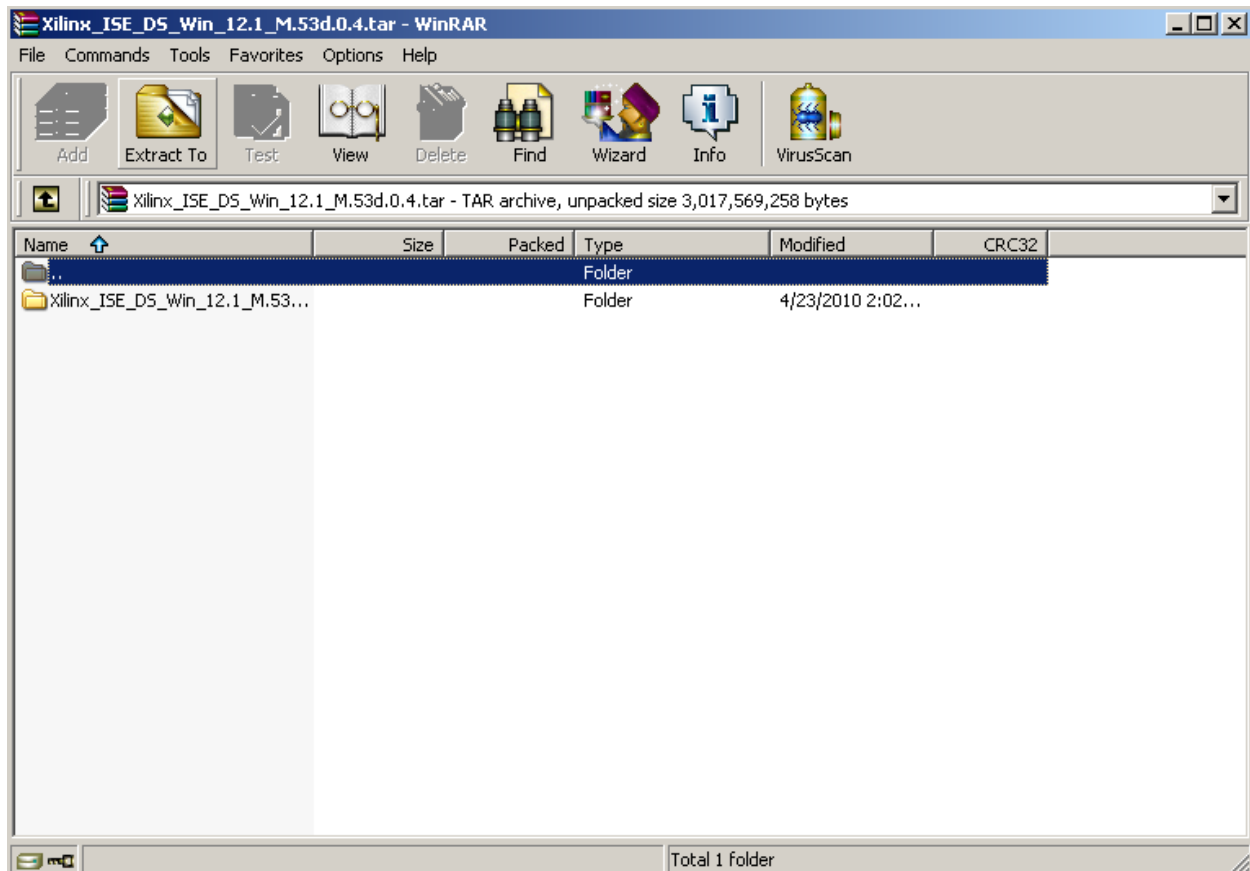 Xilinx_ISE_DS_Win_12.1_M.53d.0.4.tar - WinRAR
File Commands Tools Favorites Options Help
Add Extract To Test View Delete Find Wizard Info VirusScan
Xilinx_ISE_DS_Win_12.1_M.53d.0.4.tar - TAR archive, unpacked size 3,017,569,258 bytes
Name Size Packed Type Modified CRC32
.. Folder
Xilinx_ISE_DS_Win_12.1_M.53... Folder 4/23/2010 2:02...
Total 1 folder